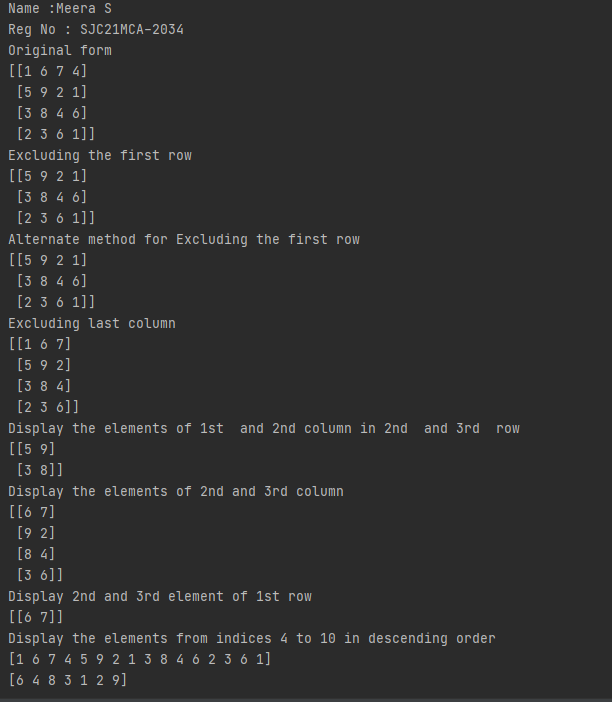 Name :Meera S
Reg No : SJC21MCA-2034
Original form
[[1 6 7 4]
 [5 9 2 1]
 [3 8 4 6]
 [2 3 6 1]]
Excluding the first row
[[5 9 2 1]
 [3 8 4 6]
 [2 3 6 1]]
Alternate method for Excluding the first row
[[5 9 2 1]
 [3 8 4 6]
 [2 3 6 1]]
Excluding last column
[[1 6 7]
 [5 9 2]
 [3 8 4]
 [2 3 6]]
Display the elements of 1st  and 2nd column in 2nd  and 3rd  row
[[5 9]
 [3 8]]
Display the elements of 2nd and 3rd column
[[6 7]
 [9 2]
 [8 4]
 [3 6]]
Display 2nd and 3rd element of 1st row
[[6 7]]
Display the elements from indices 4 to 10 in descending order
[1 6 7 4 5 9 2 1 3 8 4 6 2 3 6 1]
[6 4 8 3 1 2 9]